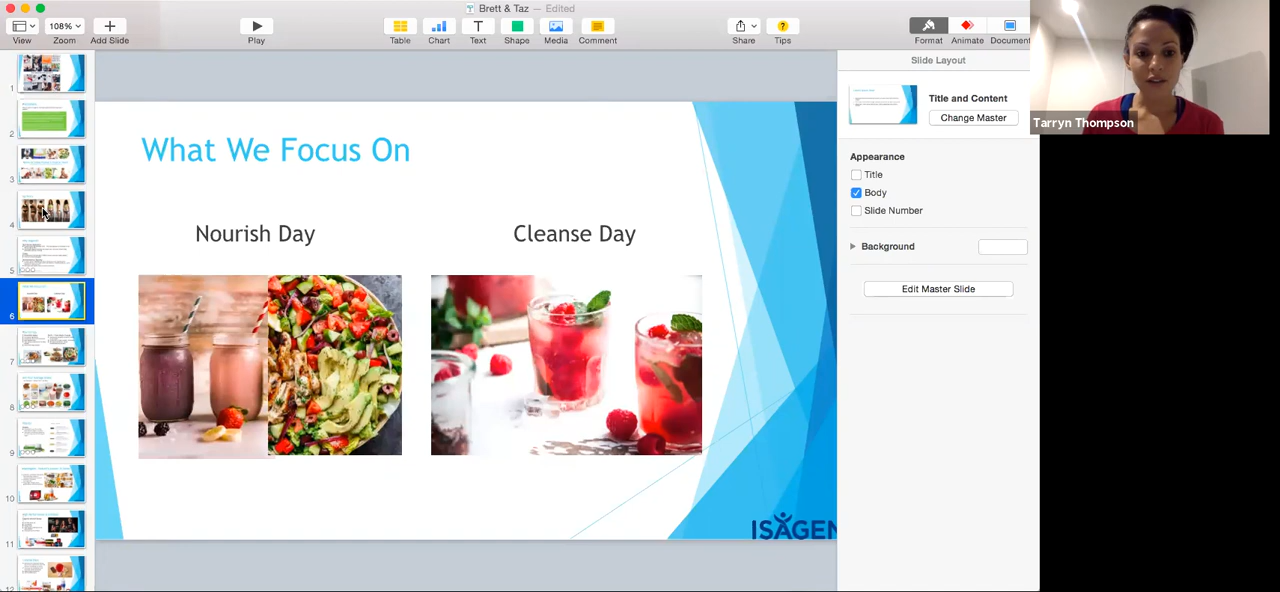 Brett & Taz — Edited
View
108%
Zoom
Add Slide
Play
Table
Chart
Text
Shape
Media
Comment
Share
Tips
Format
Animate
Document
Slide Layout
Title and Content
Change Master
Appearance
Title
Body
Slide Number
Background
Edit Master Slide
Tarryn Thompson
1
2
3
4
5
6
7
8
9
10
11
What We Focus On
Nourish Day
Cleanse Day
ISAGEN